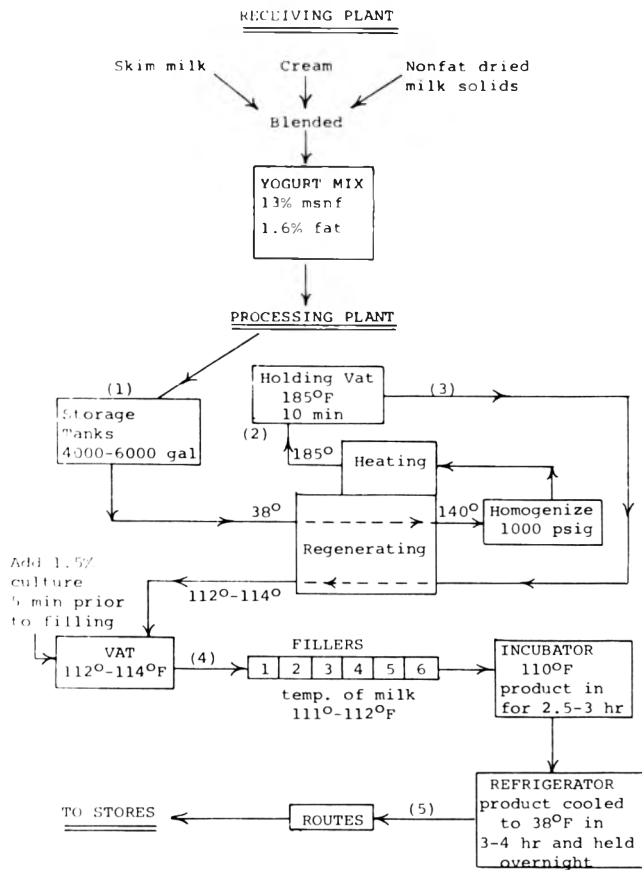 RECEIVING PLANT
Skim milk
Cream
Nonfat dried
milk solids
Blended
YOGURT MIX
13% msnf
1.6% fat
PROCESSING PLANT
(1)
Storage
Tanks
4000-6000 gal
Holding Vat
185°F
10 min
(2)
(3)
185°
Heating
38°
140°
Homogenize
1000 psig
Regenerating
112°-114°
Add 1.5%
culture
5 min prior
to filling
VAT
112°-114°F
(4)
FILLERS
1 2 3 4 5 6
temp. of milk
111°-112°F
INCUBATOR
110°F
product in
for 2.5-3 hr
REFRIGERATOR
product cooled
to 38°F in
3-4 hr and held
overnight
(5)
ROUTES
TO STORES